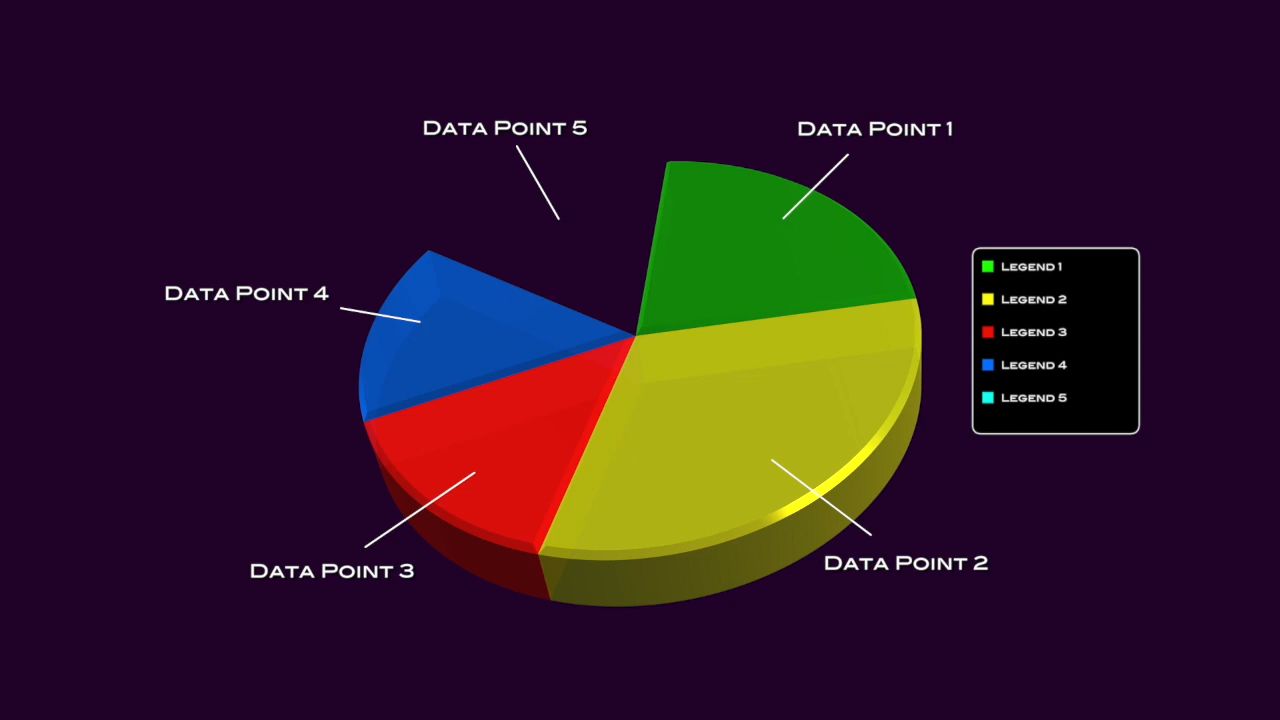 Data Point 5
Data Point 1
Data Point 4
Data Point 3
Data Point 2
Legend 1
Legend 2
Legend 3
Legend 4
Legend 5